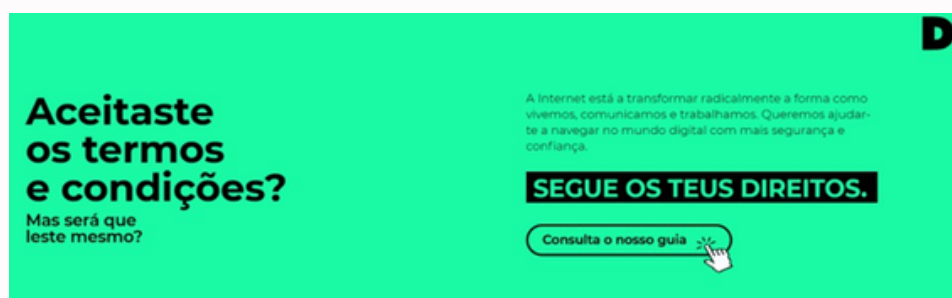 D
Aceitaste
os termos
e condições?
Mas será que
leste mesmo?
A Internet está a transformar radicalmente a forma como
vivemos, comunicamos e trabalhamos. Queremos ajudar-
te a navegar no mundo digital com mais segurança e
confiança.
SEGUE OS TEUS DIREITOS.
Consulta o nosso guia